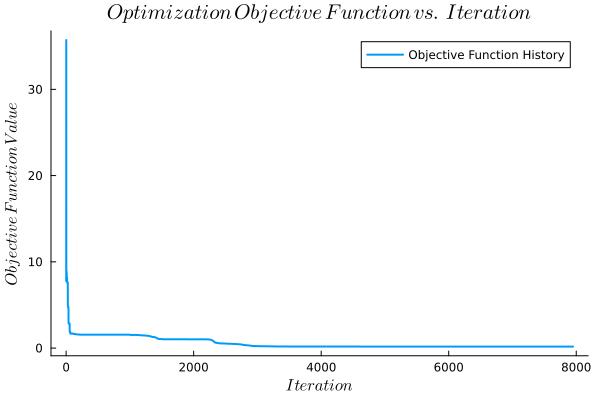 Optimization Objective Function vs. Iteration
Objective Function History
Objective Function Value
30
20
10
0
0 2000 4000 6000 8000
Iteration